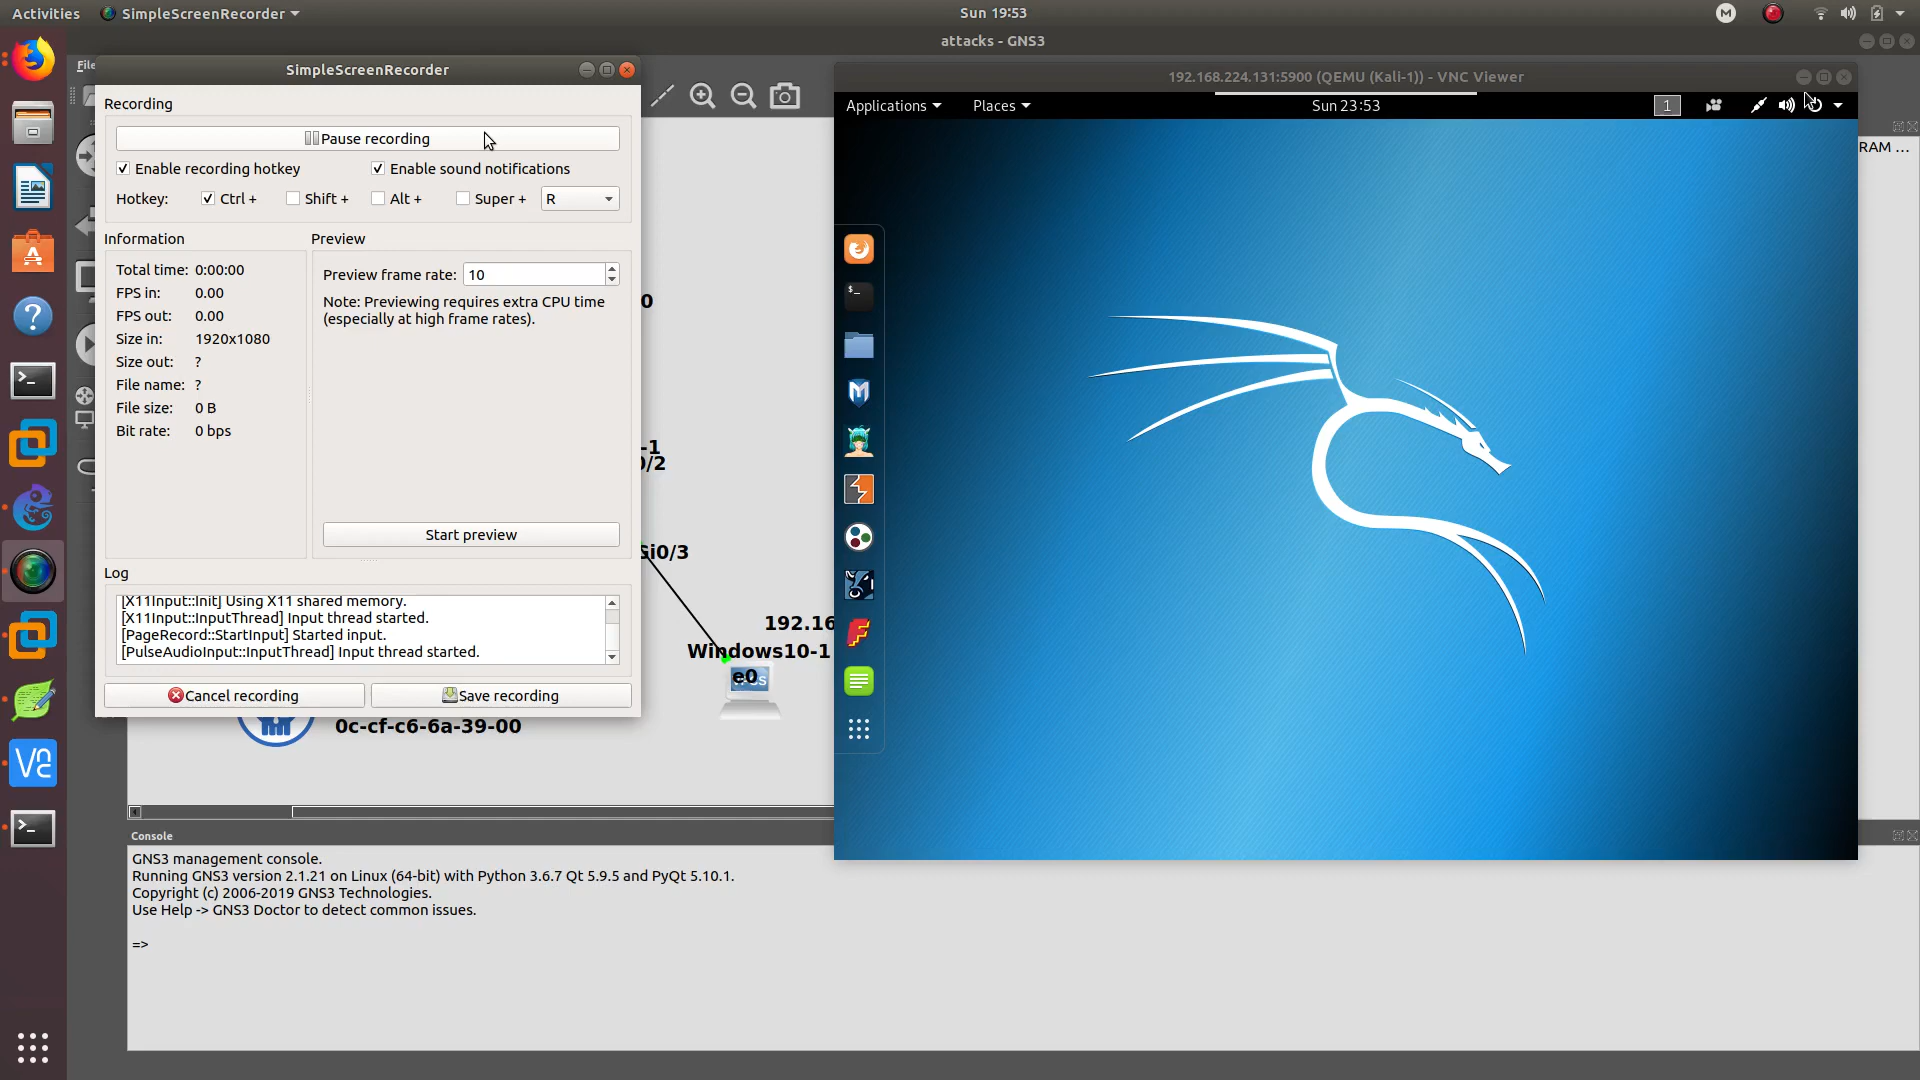 Activities
SimpleScreenRecorder
Sun 19:53
M
attacks - GNS3
File
SimpleScreenRecorder
Recording
Pause recording
Enable recording hotkey
Enable sound notifications
Hotkey:
Ctrl +
Shift +
Alt +
Super +
R
Information
Total time: 0:00:00
FPS in: 0.00
FPS out: 0.00
Size in: 1920x1080
Size out: ?
File name: ?
File size: 0 B
Bit rate: 0 bps
Preview
Preview frame rate: 10
Note: Previewing requires extra CPU time
(especially at high frame rates).
Start preview
Log
[X11Input::Init] Using X11 shared memory.
[X11Input::InputThread] Input thread started.
[PageRecord::StartInput] Started input.
[PulseAudioInput::InputThread] Input thread started.
Cancel recording
Save recording
0
-1
0/2
Gi0/3
192.16
Windows10-1
e0
0c-cf-c6-6a-39-00
192.168.224.131:5900 (QEMU (Kali-1)) - VNC Viewer
Applications
Places
Sun 23:53
1
RAM ...
Console
GNS3 management console.
Running GNS3 version 2.1.21 on Linux (64-bit) with Python 3.6.7 Qt 5.9.5 and PyQt 5.10.1.
Copyright (c) 2006-2019 GNS3 Technologies.
Use Help -> GNS3 Doctor to detect common issues.
=>